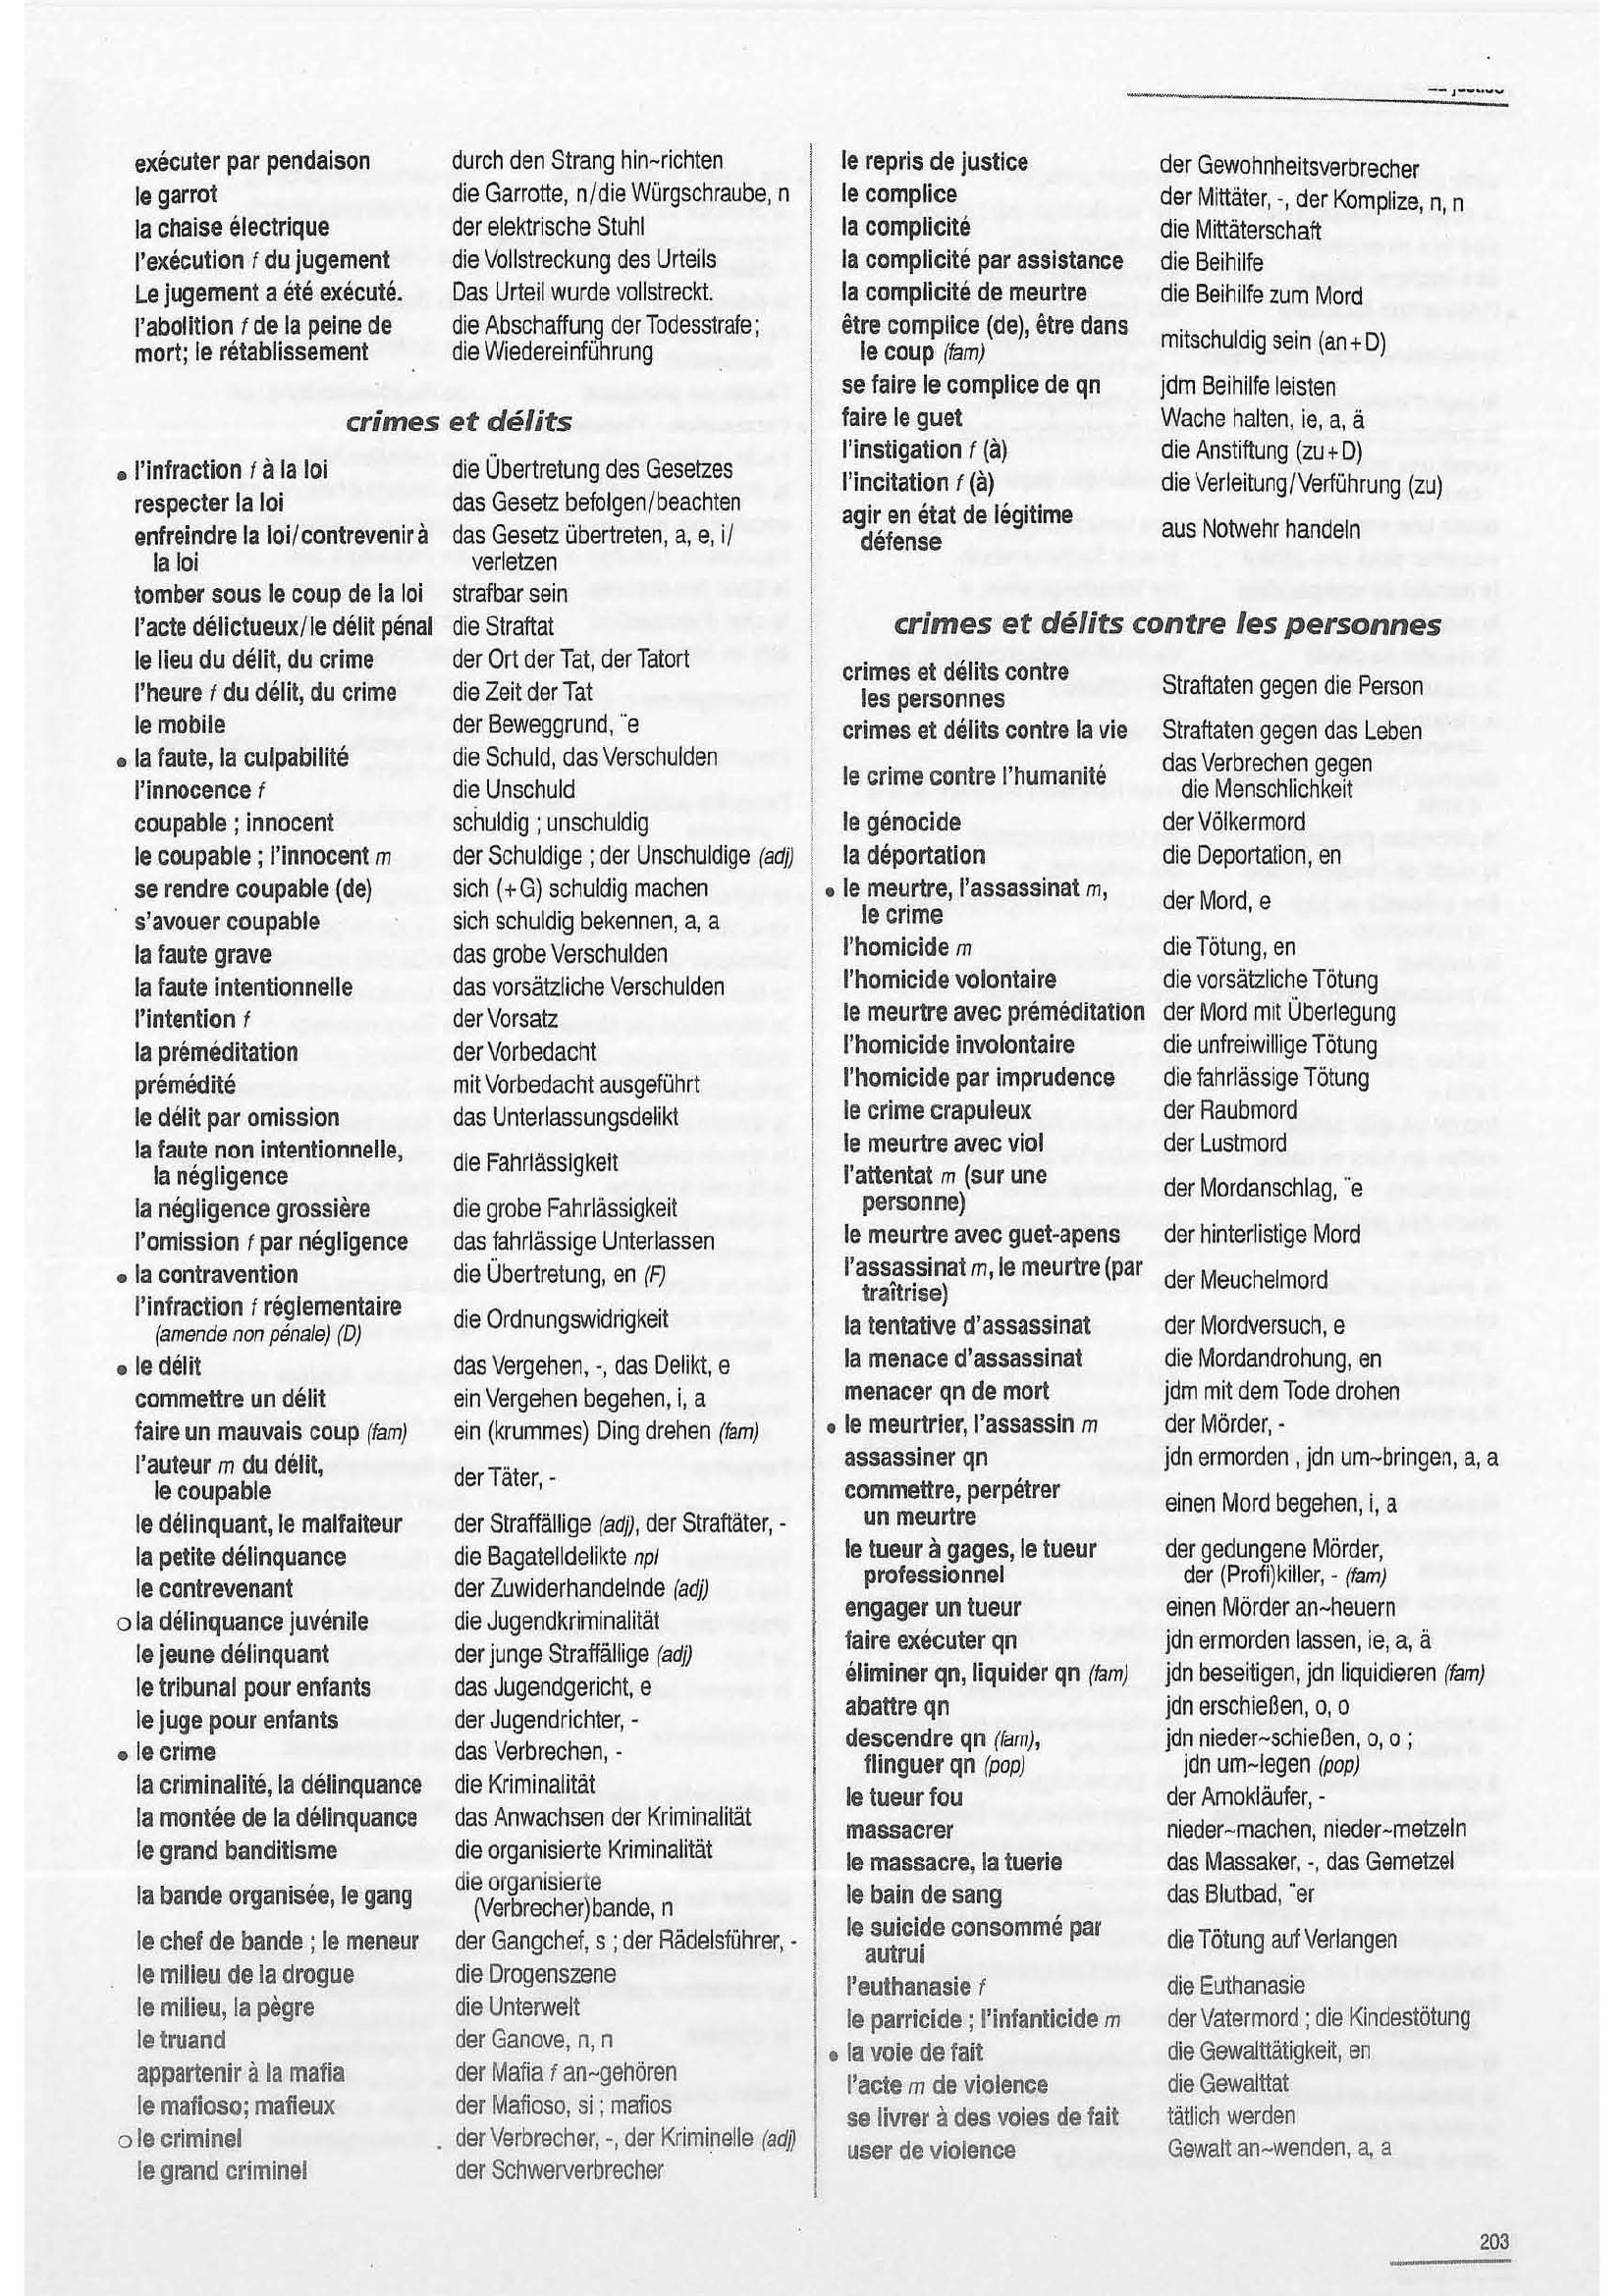 exécuter par pendaison durch den Strang hin~richten
le garrot die Garrotte, n/die Würgschraube, n
la chaise électrique der elektrische Stuhl
l'exécution f du jugement die Vollstreckung des Urteils
Le jugement a été exécuté. Das Urteil wurde vollstreckt.
l'abolition f de la peine de die Abschaffung der Todesstrafe;
mort; le rétablissement die Wiedereinführung
crimes et délits
• l'infraction f à la loi die Übertretung des Gesetzes
respecter la loi das Gesetz befolgen/beachten
enfreindre la loi/contrevenir à das Gesetz übertreten, a, e, i/
la loi verletzen
tomber sous le coup de la loi strafbar sein
l'acte délictueux/le délit pénal die Straftat
le lieu du délit, du crime der Ort der Tat, der Tatort
l'heure f du délit, du crime die Zeit der Tat
le mobile der Beweggrund, ¨e
• la faute, la culpabilité die Schuld, das Verschulden
l'innocence f die Unschuld
coupable ; innocent schuldig ; unschuldig
le coupable ; l'innocent m der Schuldige ; der Unschuldige (adj)
se rendre coupable (de) sich (+G) schuldig machen
s'avouer coupable sich schuldig bekennen, a, a
la faute grave das grobe Verschulden
la faute intentionnelle das vorsätzliche Verschulden
l'intention f der Vorsatz
la préméditation der Vorbedacht
prémédité mit Vorbedacht ausgeführt
le délit par omission das Unterlassungsdelikt
la faute non intentionnelle,
la négligence die Fahrlässigkeit
la négligence grossière die grobe Fahrlässigkeit
l'omission f par négligence das fahrlässige Unterlassen
• la contravention die Übertretung, en (F)
l'infraction f réglementaire
(amende non pénale) (D) die Ordnungswidrigkeit
• le délit das Vergehen, -, das Delikt, e
commettre un délit ein Vergehen begehen, i, a
faire un mauvais coup (fam) ein (krummes) Ding drehen (fam)
l'auteur m du délit,
le coupable der Täter, -
le délinquant, le malfaiteur der Straffällige (adj), der Straftäter, -
la petite délinquance die Bagatelldelikte npl
le contrevenant der Zuwiderhandelnde (adj)
o la délinquance juvénile die Jugendkriminalität
le jeune délinquant der junge Straffällige (adj)
le tribunal pour enfants das Jugendgericht, e
le juge pour enfants der Jugendrichter, -
• le crime das Verbrechen, -
la criminalité, la délinquance die Kriminalität
la montée de la délinquance das Anwachsen der Kriminalität
le grand banditisme die organisierte Kriminalität
la bande organisée, le gang die organisierte
(Verbrecher)bande, n
le chef de bande ; le meneur der Gangchef, s ; der Rädelsführer, -
le milieu de la drogue die Drogenszene
le milieu, la pègre die Unterwelt
le truand der Ganove, n, n
appartenir à la mafia der Mafia f an~gehören
le mafioso; mafieux der Mafioso, si ; mafios
o le criminel der Verbrecher, -, der Kriminelle (adj)
le grand criminel der Schwerverbrecher
le repris de justice der Gewohnheitsverbrecher
le complice der Mittäter, -, der Komplize, n, n
la complicité die Mittäterschaft
la complicité par assistance die Beihilfe
la complicité de meurtre die Beihilfe zum Mord
être complice (de), être dans
le coup (fam) mitschuldig sein (an+D)
se faire le complice de qn jdm Beihilfe leisten
faire le guet Wache halten, ie, a, ä
l'instigation f (à) die Anstiftung (zu+D)
l'incitation f (à) die Verleitung/Verführung (zu)
agir en état de légitime
défense aus Notwehr handeln
crimes et délits contre les personnes
crimes et délits contre
les personnes Straftaten gegen die Person
crimes et délits contre la vie Straftaten gegen das Leben
le crime contre l'humanité das Verbrechen gegen
die Menschlichkeit
le génocide der Völkermord
la déportation die Deportation, en
• le meurtre, l'assassinat m,
le crime der Mord, e
l'homicide m die Tötung, en
l'homicide volontaire die vorsätzliche Tötung
le meurtre avec préméditation der Mord mit Überlegung
l'homicide involontaire die unfreiwillige Tötung
l'homicide par imprudence die fahrlässige Tötung
le crime crapuleux der Raubmord
le meurtre avec viol der Lustmord
l'attentat m (sur une
personne) der Mordanschlag, ¨e
le meurtre avec guet-apens der hinterlistige Mord
l'assassinat m, le meurtre (par
traîtrise) der Meuchelmord
la tentative d'assassinat der Mordversuch, e
la menace d'assassinat die Mordandrohung, en
menacer qn de mort jdm mit dem Tode drohen
• le meurtrier, l'assassin m der Mörder, -
assassiner qn jdn ermorden , jdn um~bringen, a, a
commettre, perpétrer
un meurtre einen Mord begehen, i, a
le tueur à gages, le tueur der gedungene Mörder,
professionnel der (Profi)killer, - (fam)
engager un tueur einen Mörder an~heuern
faire exécuter qn jdn ermorden lassen, ie, a, ä
éliminer qn, liquider qn (fam) jdn beseitigen, jdn liquidieren (fam)
abattre qn jdn erschießen, o, o
descendre qn (fam), jdn nieder~schießen, o, o ;
flinguer qn (pop) jdn um~legen (pop)
le tueur fou der Amokläufer, -
massacrer nieder~machen, nieder~metzeln
le massacre, la tuerie das Massaker, -, das Gemetzel
le bain de sang das Blutbad, ¨er
le suicide consommé par
autrui die Tötung auf Verlangen
l'euthanasie f die Euthanasie
le parricide ; l'infanticide m der Vatermord ; die Kindestötung
• la voie de fait die Gewalttätigkeit, en
l'acte m de violence die Gewalttat
se livrer à des voies de fait tätlich werden
user de violence Gewalt an~wenden, a, a
203